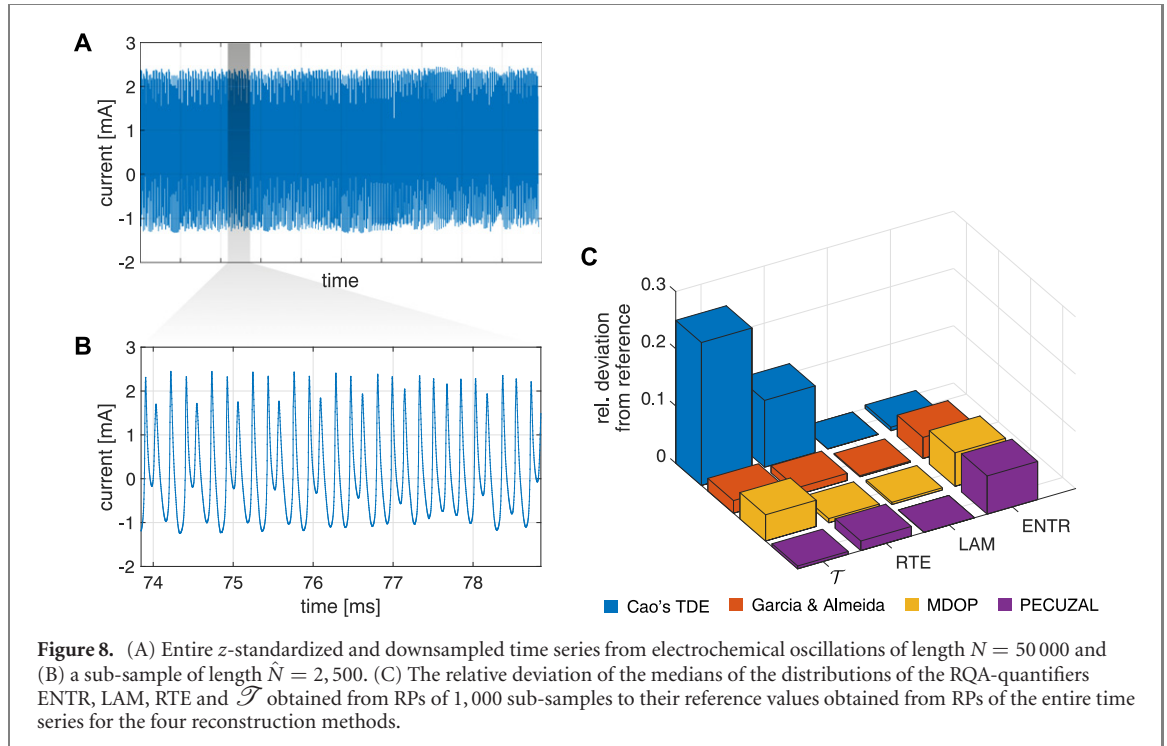 A
3
2
1
0
-1
-2
current [mA]
time
B
3
2
1
0
-1
-2
current [mA]
74 75 76 77 78
time [ms]
C
0.3
0.2
0.1
0
rel. deviation
from reference
𝒯
RTE
LAM
ENTR
Cao's TDE Garcia & Almeida MDOP PECUZAL
Figure 8. (A) Entire z-standardized and downsampled time series from electrochemical oscillations of length N = 50 000 and
(B) a sub-sample of length N̂ = 2, 500. (C) The relative deviation of the medians of the distributions of the RQA-quantifiers
ENTR, LAM, RTE and 𝒯 obtained from RPs of 1, 000 sub-samples to their reference values obtained from RPs of the entire time
series for the four reconstruction methods.